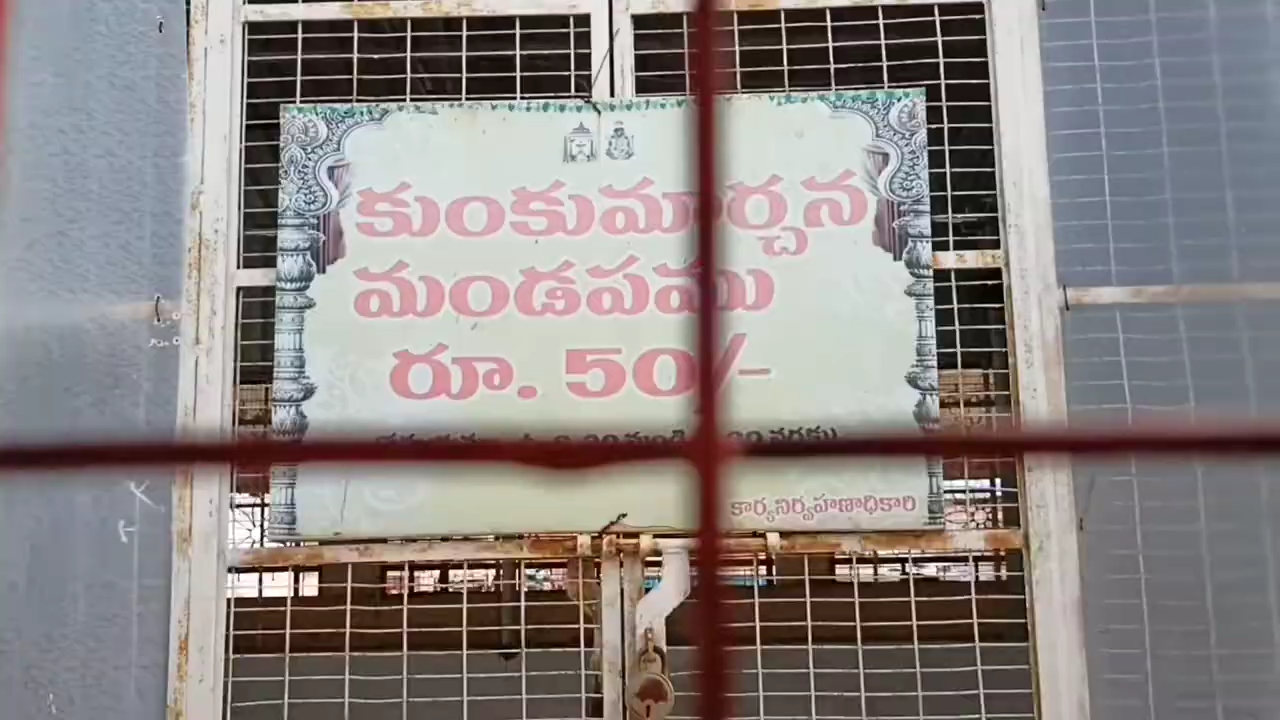 కుంకుమార్చన
మండపము
రూ. 50/-
కార్యనిర్వహణాధికారి